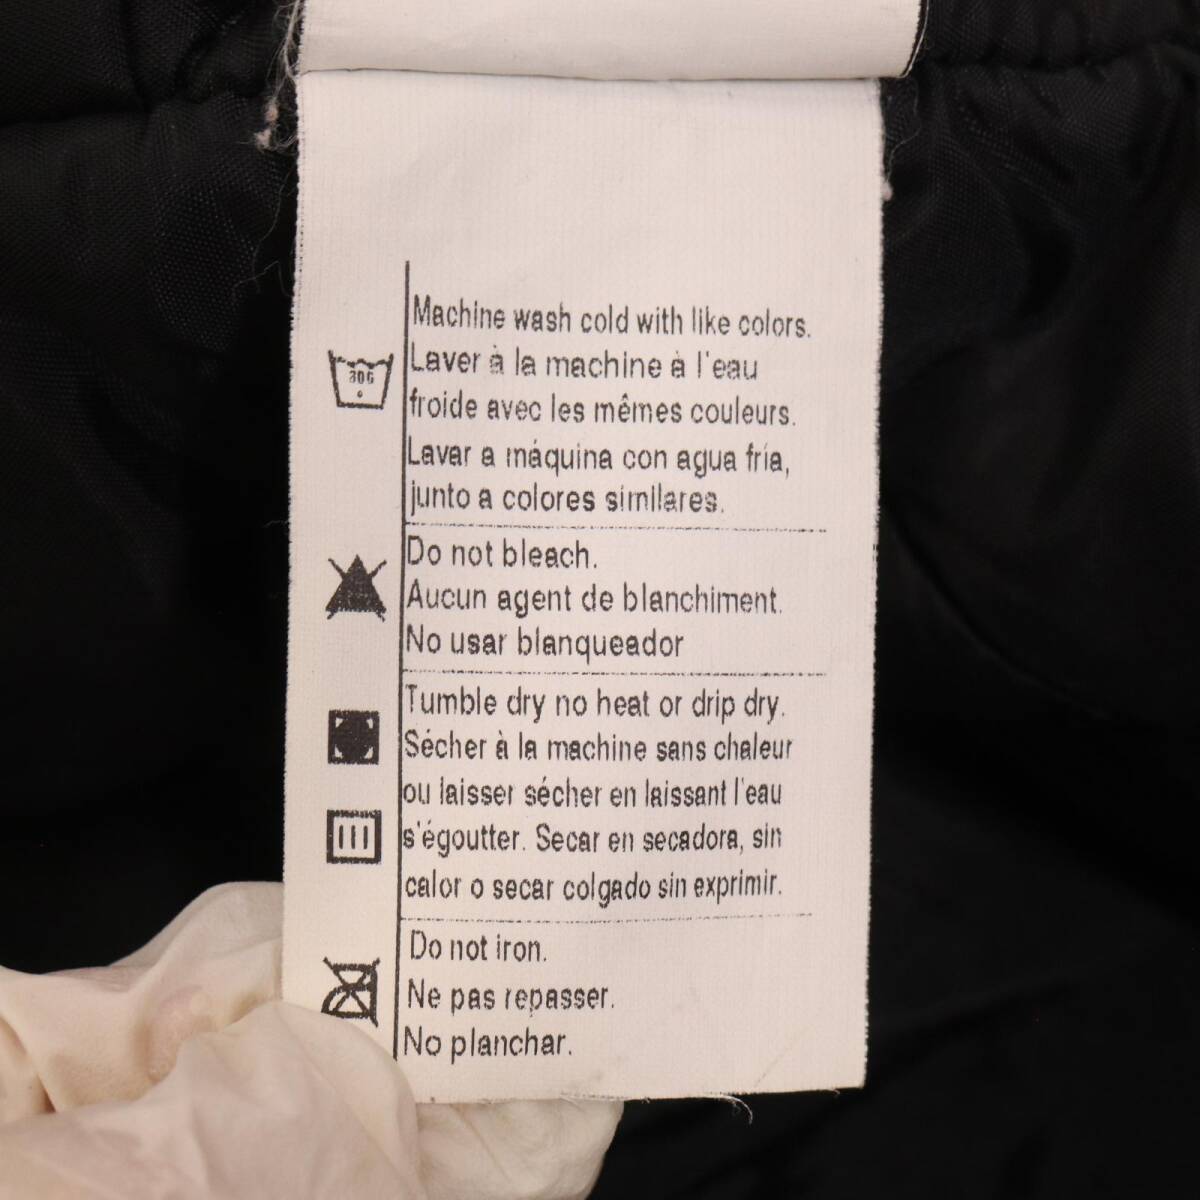 Machine wash cold with like colors.
Laver à la machine à l'eau
froide avec les mêmes couleurs.
Lavar a máquina con agua fría,
junto a colores similares.
Do not bleach.
Aucun agent de blanchiment.
No usar blanqueador
Tumble dry no heat or drip dry.
Sécher à la machine sans chaleur
ou laisser sécher en laissant l'eau
s'égoutter. Secar en secadora, sin
calor o secar colgado sin exprimir.
Do not iron.
Ne pas repasser.
No planchar.